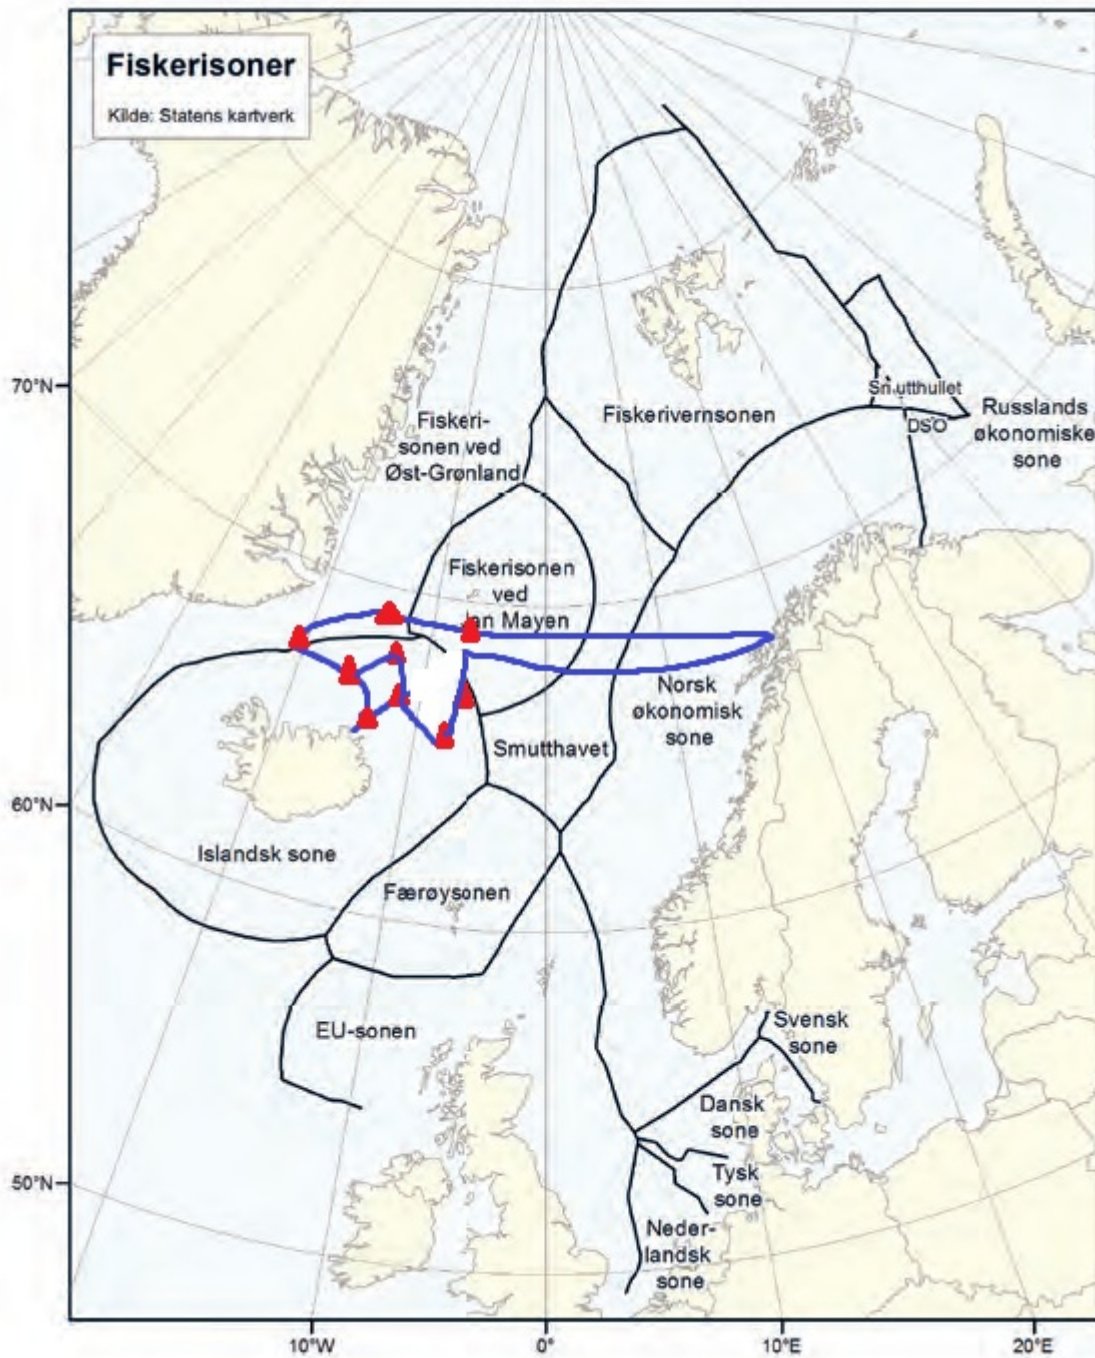 Fiskerisoner
Kilde: Statens kartverk
70°N
60°N
50°N
10°W
0°
10°E
20°E
Fiskeri-
sonen ved
Øst-Grønland
Fiskerivernsonen
Smutthullet
DSO
Russlands
økonomiske
sone
Fiskerisonen
ved
Jan Mayen
Norsk
økonomisk
sone
Smutthavet
Islandsk sone
Færøysonen
EU-sonen
Svensk
sone
Dansk
sone
Tysk
sone
Neder-
landsk
sone